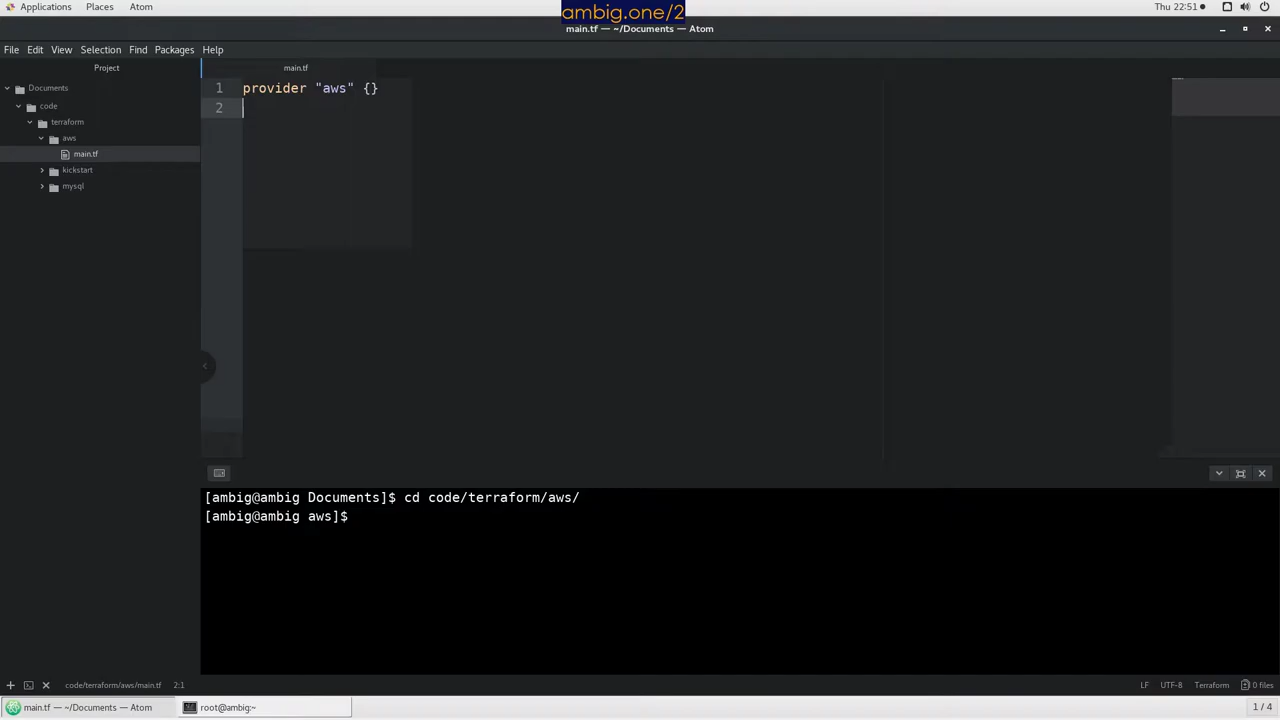 Applications Places Atom
ambig.one/2
Thu 22:51
main.tf — ~/Documents — Atom
File Edit View Selection Find Packages Help
Project
main.tf
Documents
code
terraform
aws
main.tf
kickstart
mysql
1 provider "aws" {}
2
[ambig@ambig Documents]$ cd code/terraform/aws/
[ambig@ambig aws]$
code/terraform/aws/main.tf 2:1
LF UTF-8 Terraform 0 files
main.tf — ~/Documents — Atom
root@ambig:~
1 / 4